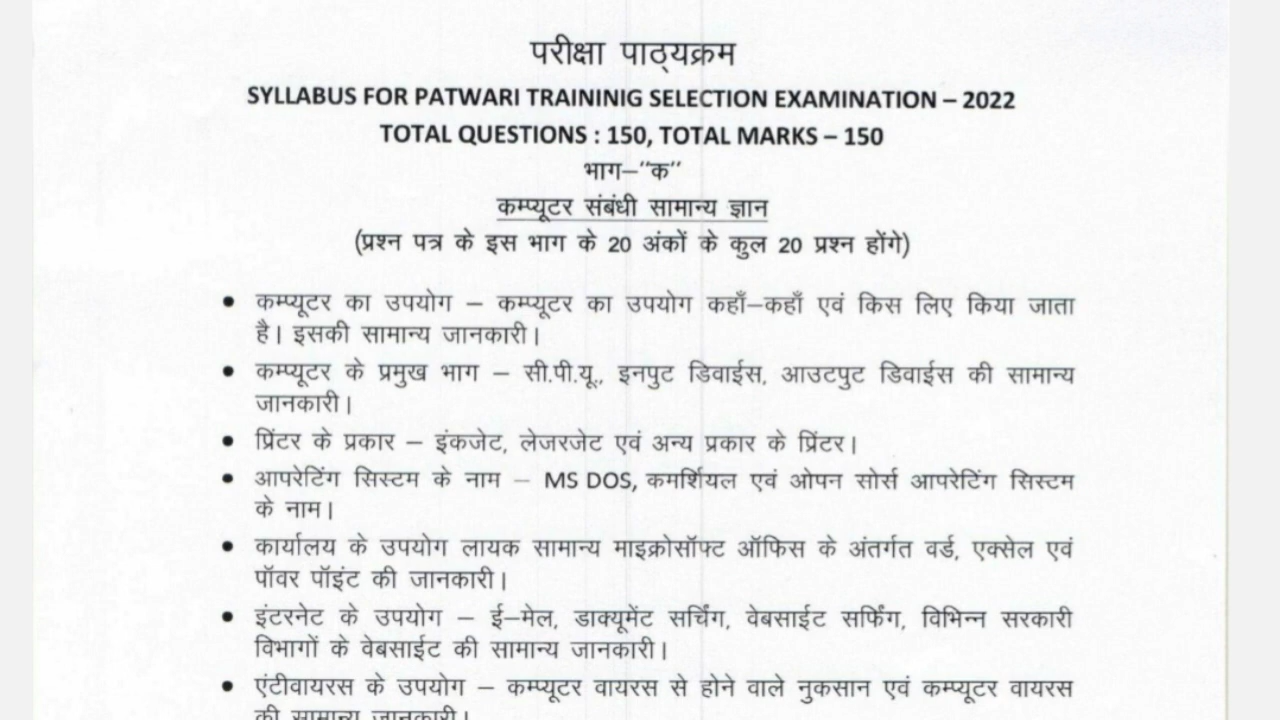 परीक्षा पाठ्यक्रम
SYLLABUS FOR PATWARI TRAININIG SELECTION EXAMINATION – 2022
TOTAL QUESTIONS : 150, TOTAL MARKS – 150
भाग–"क"
कम्प्यूटर संबंधी सामान्य ज्ञान
(प्रश्न पत्र के इस भाग के 20 अंकों के कुल 20 प्रश्न होंगे)
• कम्प्यूटर का उपयोग – कम्प्यूटर का उपयोग कहाँ–कहाँ एवं किस लिए किया जाता
है। इसकी सामान्य जानकारी।
• कम्प्यूटर के प्रमुख भाग – सी.पी.यू., इनपुट डिवाईस, आउटपुट डिवाईस की सामान्य
जानकारी।
• प्रिंटर के प्रकार – इंकजेट, लेजरजेट एवं अन्य प्रकार के प्रिंटर।
• आपरेटिंग सिस्टम के नाम – MS DOS, कमर्शियल एवं ओपन सोर्स आपरेटिंग सिस्टम
के नाम।
• कार्यालय के उपयोग लायक सामान्य माइक्रोसॉफ्ट ऑफिस के अंतर्गत वर्ड, एक्सेल एवं
पॉवर पॉइंट की जानकारी।
• इंटरनेट के उपयोग – ई–मेल, डाक्यूमेंट सर्चिंग, वेबसाईट सर्फिंग, विभिन्न सरकारी
विभागों के वेबसाईट की सामान्य जानकारी।
• एंटीवायरस के उपयोग – कम्प्यूटर वायरस से होने वाले नुकसान एवं कम्प्यूटर वायरस
की सामान्य जानकारी।